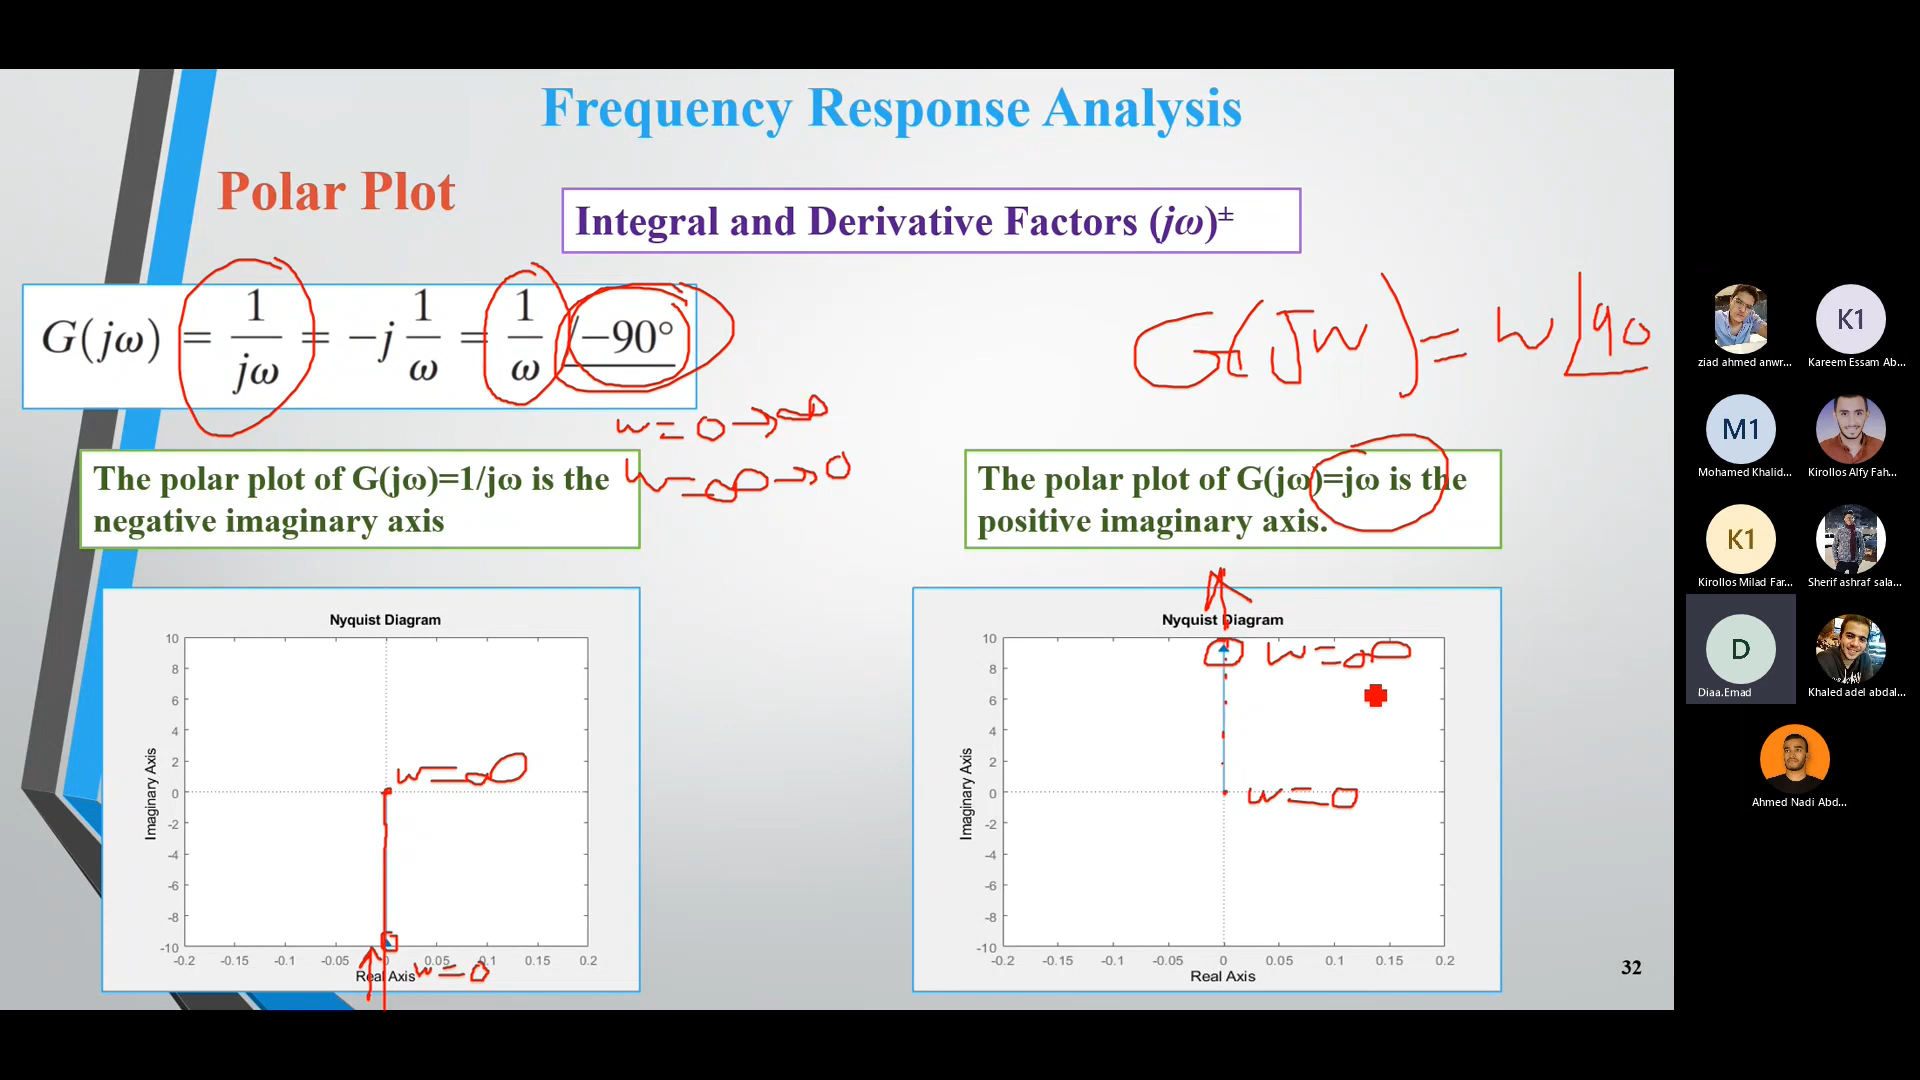 Frequency Response Analysis
Polar Plot
Integral and Derivative Factors (jω)±
G(jω) = 1/jω = −j 1/ω = 1/ω /−90°
G(jw) = w /90
w = 0 → ∞
w = ∞ → 0
The polar plot of G(jω)=1/jω is the
negative imaginary axis
The polar plot of G(jω)=jω is the
positive imaginary axis.
Nyquist Diagram
10
8
6
4
2
0
-2
-4
-6
-8
-10
Imaginary Axis
w=∞
w=0
-0.2 -0.15 -0.1 -0.05 0 0.05 0.1 0.15 0.2
Real Axis
Nyquist Diagram
10
8
6
4
2
0
-2
-4
-6
-8
-10
Imaginary Axis
w=∞
w=0
-0.2 -0.15 -0.1 -0.05 0 0.05 0.1 0.15 0.2
Real Axis
32
ziad ahmed anwr...
K1
Kareem Essam Ab...
M1
Mohamed Khalid...
Kirollos Alfy Fah...
K1
Kirollos Milad Far...
Sherif ashraf sala...
D
Diaa.Emad
Khaled adel abdal...
Ahmed Nadi Abd...